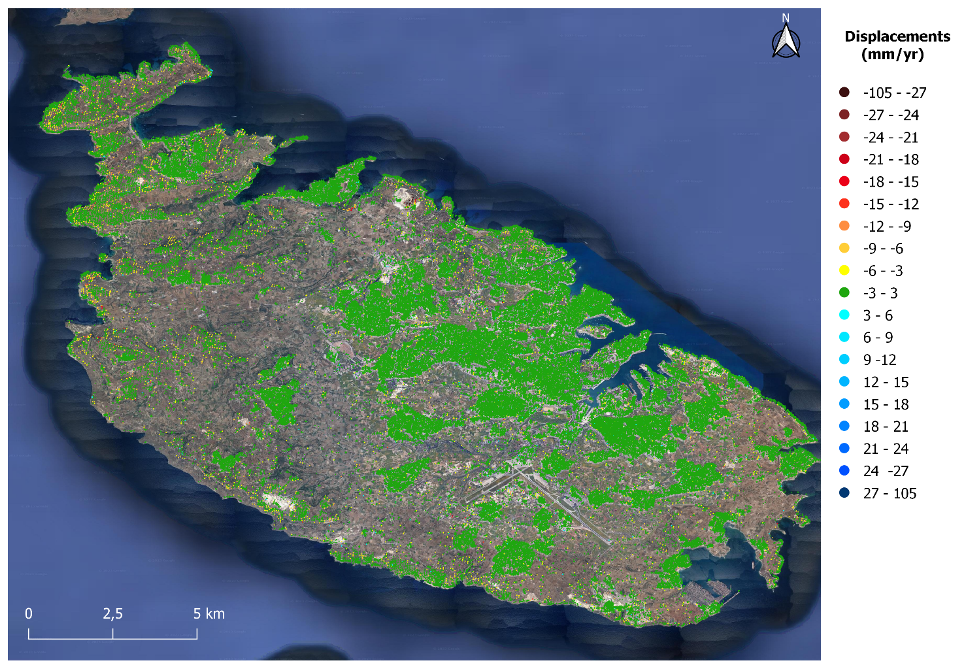 N
Displacements
(mm/yr)
-105 - -27
-27 - -24
-24 - -21
-21 - -18
-18 - -15
-15 - -12
-12 - -9
-9 - -6
-6 - -3
-3 - 3
3 - 6
6 - 9
9 -12
12 - 15
15 - 18
18 - 21
21 - 24
24 -27
27 - 105
0 2,5 5 km